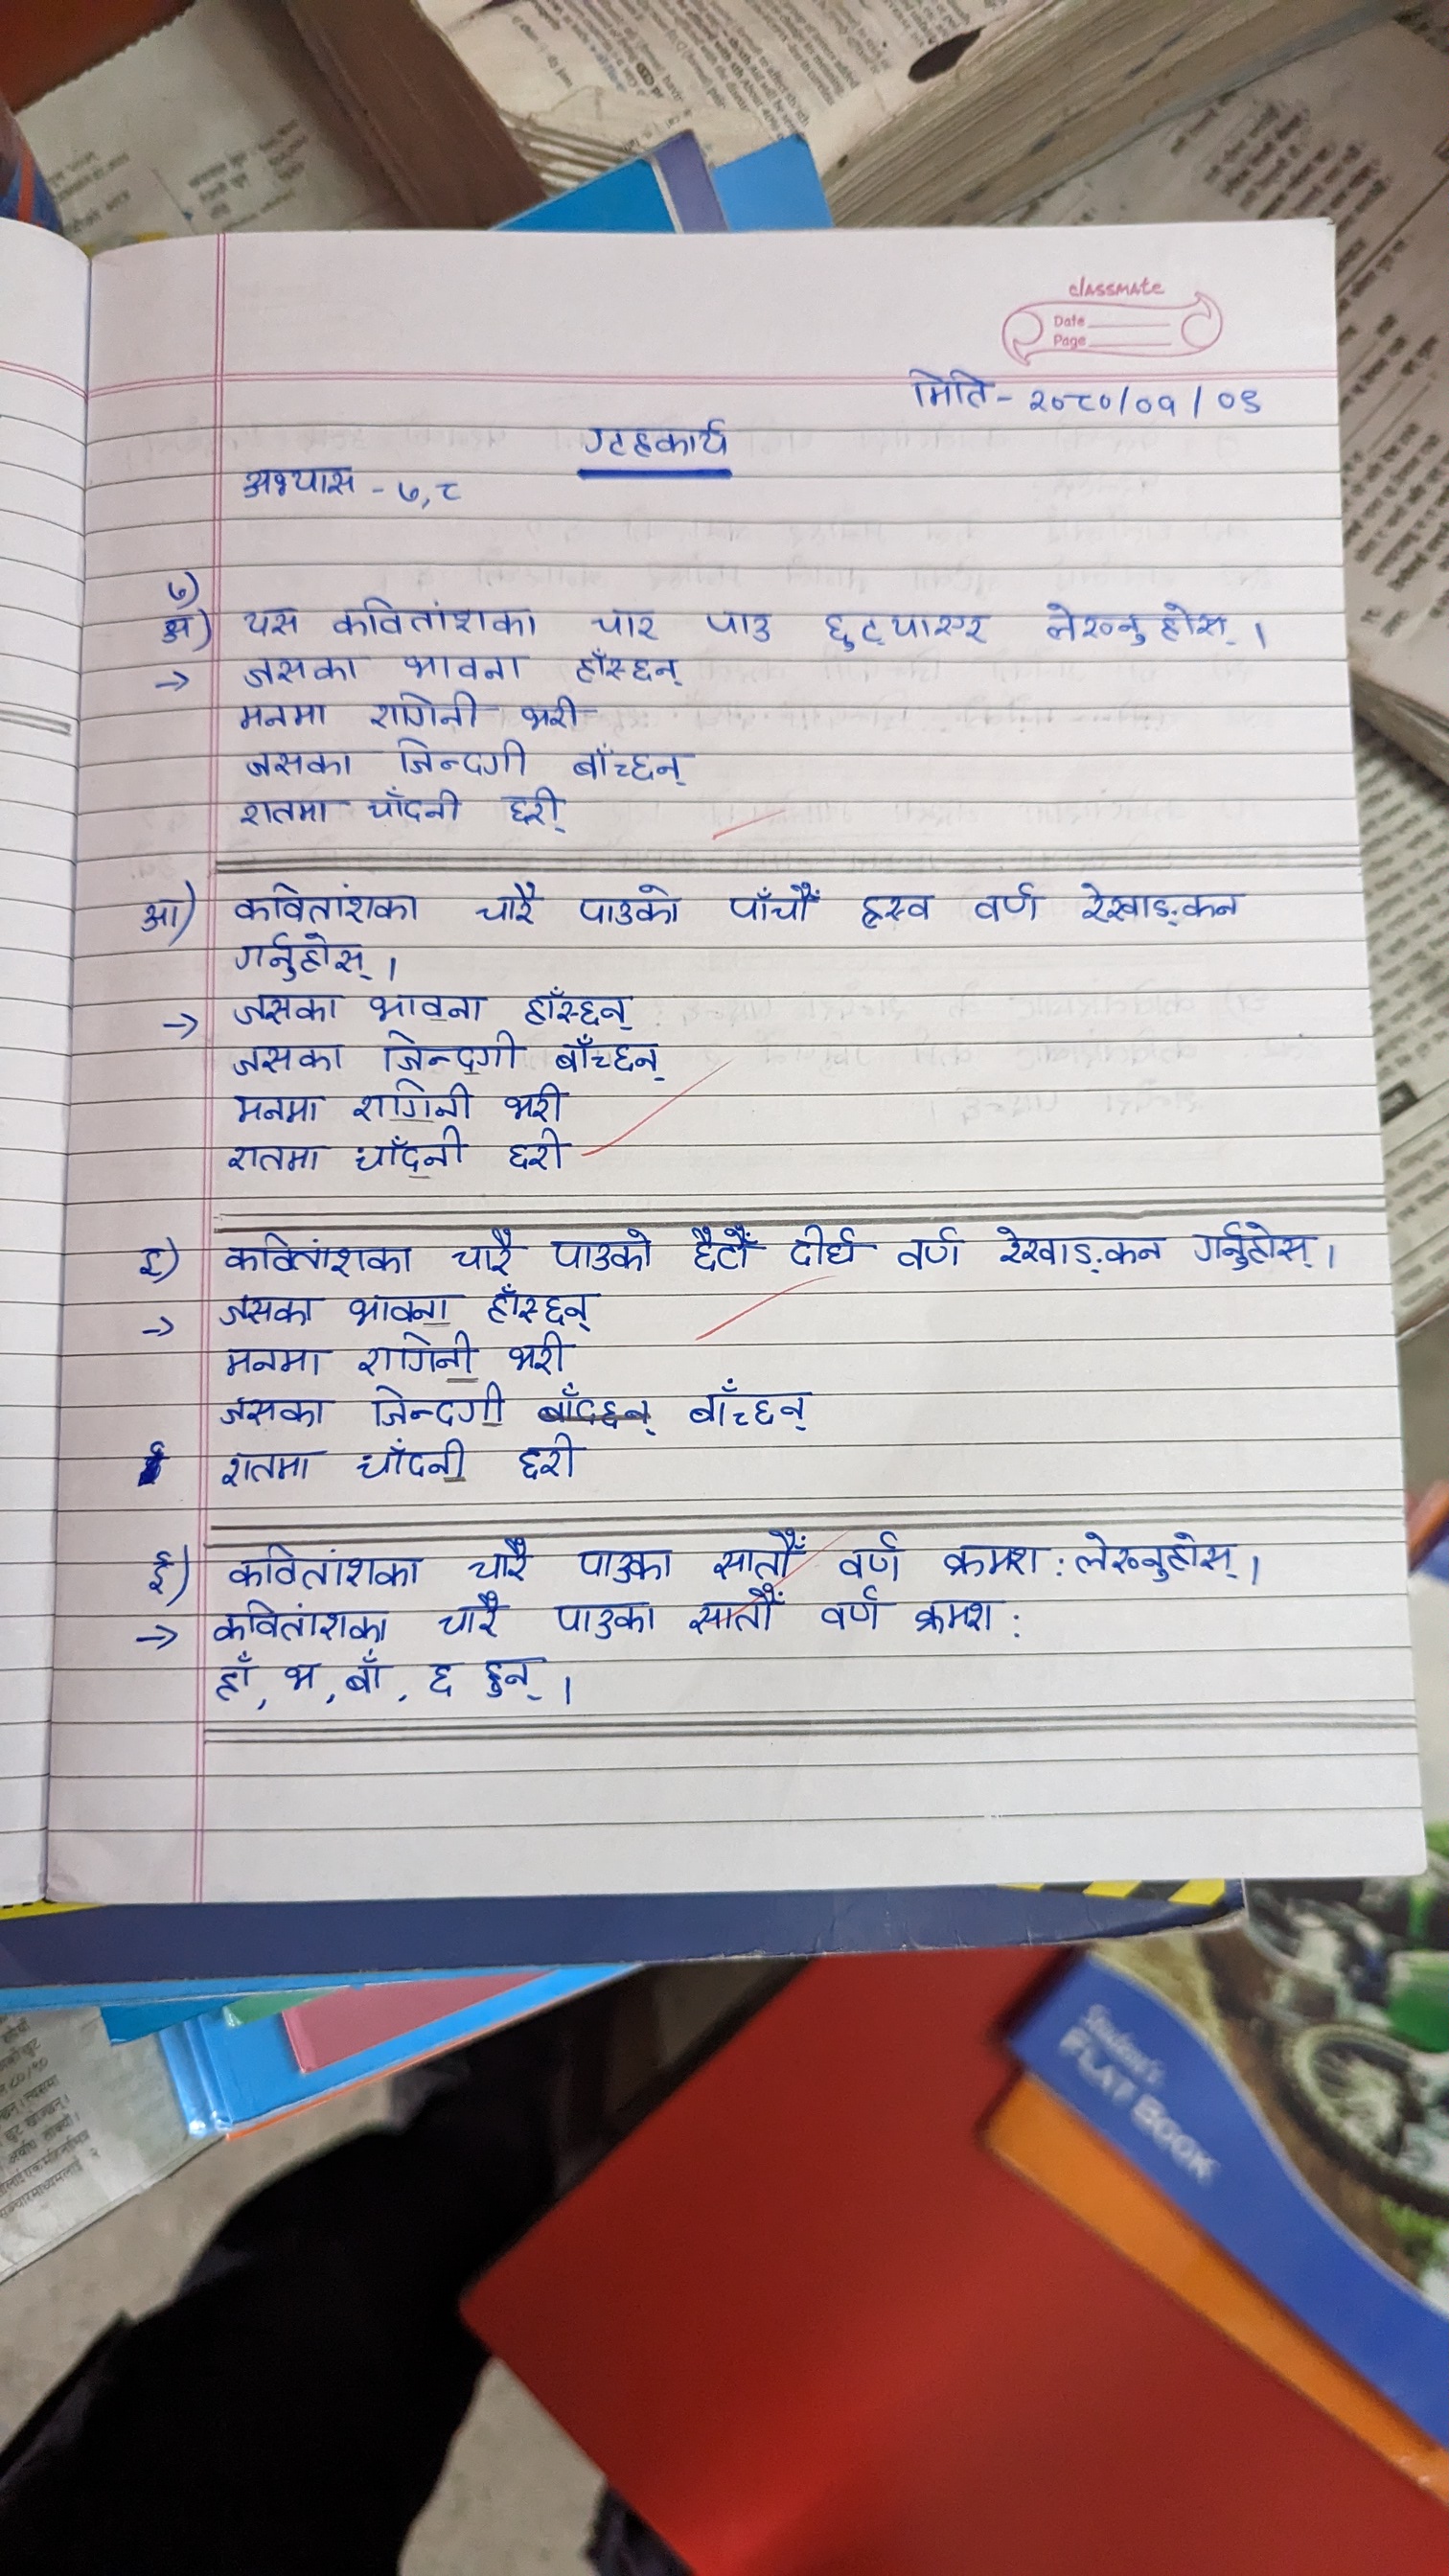 classmate
Date
Page
मिति- २०८०/०१/०६
गृहकार्य
अभ्यास - ७,८
७)
अ) यस कवितांशका चार पाउ छुट्याएर लेख्नुहोस् ।
→ जसका भावना हाँस्छन्
मनमा रागिनी भरी
जसका जिन्दगी बाँच्छन्
रातमा चाँदनी छरी्
आ) कवितांशका चारै पाउको पाँचौँ ह्रस्व वर्ण रेखाङ्कन
गर्नुहोस् ।
→ जसका भावना हाँस्छन्
जसका जिन्दगी बाँच्छन्
मनमा रागिनी भरी
रातमा चाँदनी छरी
इ) कवितांशका चारै पाउको छैटौँ दीर्घ वर्ण रेखाङ्कन गर्नुहोस् ।
→ जसका भावना हाँस्छन्
मनमा रागिनी भरी
जसका जिन्दगी बाँदछन् बाँच्छन्
रातमा चाँदनी छरी
ई) कवितांशका चारै पाउका सातौँ वर्ण क्रमश: लेख्नुहोस् ।
→ कवितांशका चारै पाउका सातौँ वर्ण क्रमश:
हाँ, भ, बाँ, छ हुन् ।
Student's
FLAT BOOK